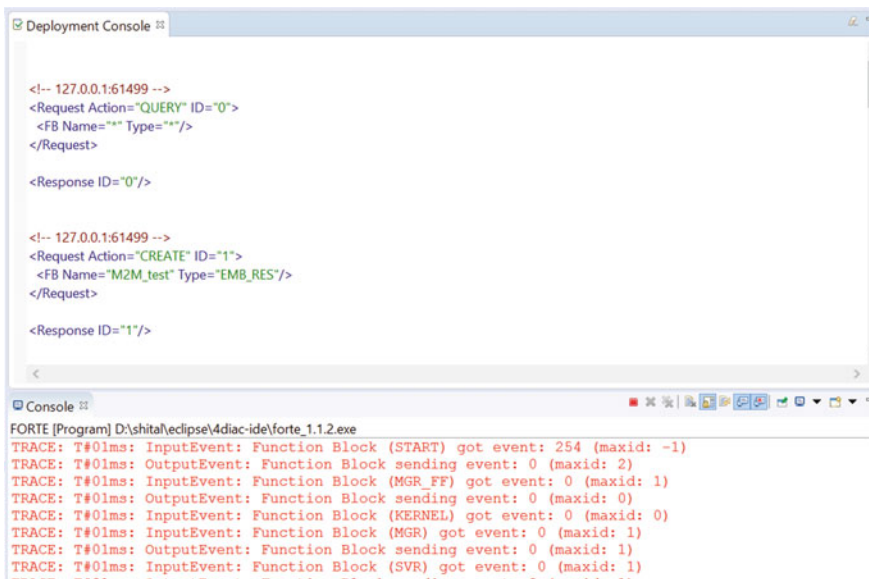 Deployment Console
<!-- 127.0.0.1:61499 -->
<Request Action="QUERY" ID="0">
<FB Name="*" Type="*"/>
</Request>
<Response ID="0"/>
<!-- 127.0.0.1:61499 -->
<Request Action="CREATE" ID="1">
<FB Name="M2M_test" Type="EMB_RES"/>
</Request>
<Response ID="1"/>
Console
FORTE [Program] D:\shital\eclipse\4diac-ide\forte_1.1.2.exe
TRACE: T#01ms: InputEvent: Function Block (START) got event: 254 (maxid: -1)
TRACE: T#01ms: OutputEvent: Function Block sending event: 0 (maxid: 2)
TRACE: T#01ms: InputEvent: Function Block (MGR_FF) got event: 0 (maxid: 1)
TRACE: T#01ms: OutputEvent: Function Block sending event: 0 (maxid: 0)
TRACE: T#01ms: InputEvent: Function Block (KERNEL) got event: 0 (maxid: 0)
TRACE: T#01ms: InputEvent: Function Block (MGR) got event: 0 (maxid: 1)
TRACE: T#01ms: OutputEvent: Function Block sending event: 0 (maxid: 1)
TRACE: T#01ms: InputEvent: Function Block (SVR) got event: 0 (maxid: 1)